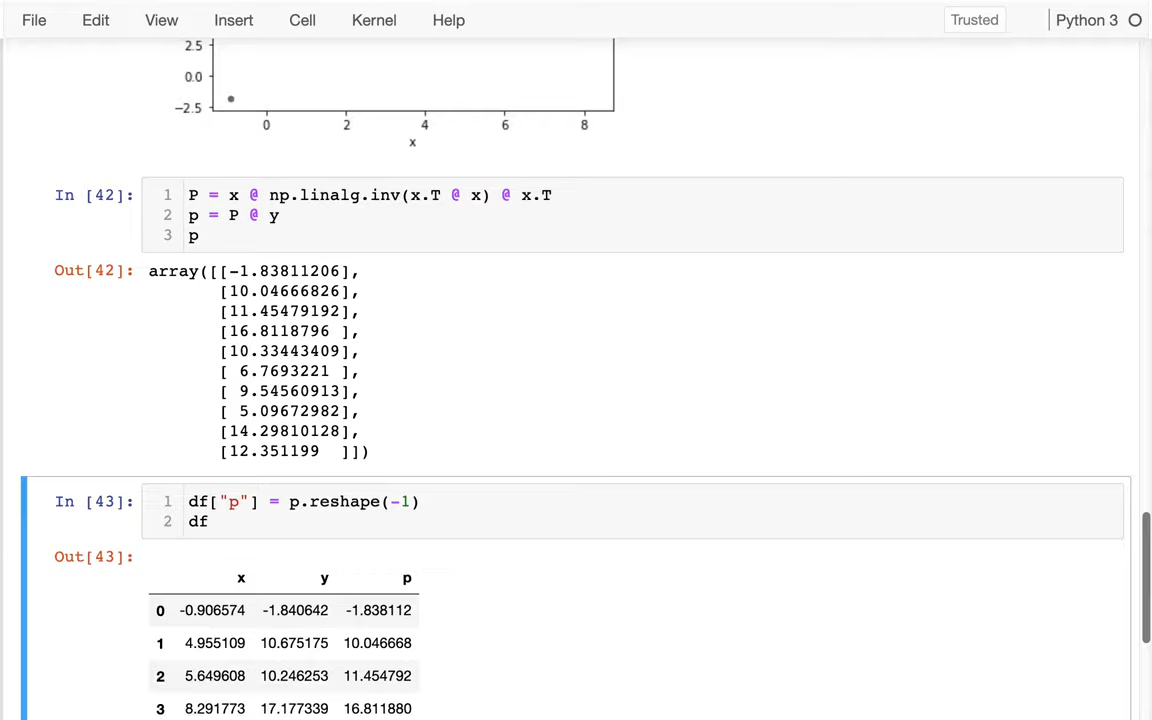 File Edit View Insert Cell Kernel Help Trusted Python 3
2.5
0.0
−2.5
0 2 4 6 8
x
In [42]: 1 P = x @ np.linalg.inv(x.T @ x) @ x.T
2 p = P @ y
3 p
Out[42]: array([[-1.83811206],
[10.04666826],
[11.45479192],
[16.8118796 ],
[10.33443409],
[ 6.7693221 ],
[ 9.54560913],
[ 5.09672982],
[14.29810128],
[12.351199  ]])
In [43]: 1 df["p"] = p.reshape(-1)
2 df
Out[43]:
x y p
0 -0.906574 -1.840642 -1.838112
1 4.955109 10.675175 10.046668
2 5.649608 10.246253 11.454792
3 8.291773 17.177339 16.811880